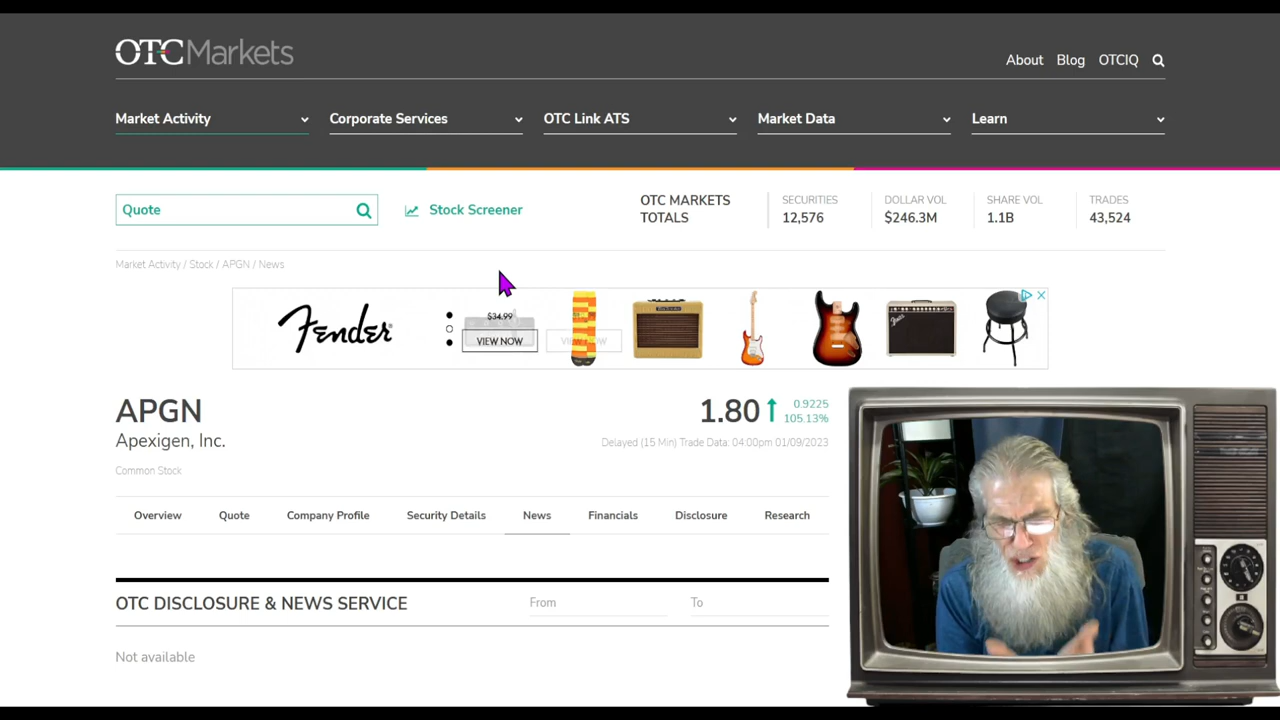 OTCMarkets
About Blog OTCIQ
Market Activity Corporate Services OTC Link ATS Market Data Learn
Quote
Stock Screener
OTC MARKETS
TOTALS
SECURITIES
12,576
DOLLAR VOL
$246.3M
SHARE VOL
1.1B
TRADES
43,524
Market Activity / Stock / APGN / News
Fender
$34.99
VIEW NOW
VIEW NOW
APGN
Apexigen, Inc.
Common Stock
1.80
0.9225
105.13%
Delayed (15 Min) Trade Data: 04:00pm 01/09/2023
Overview Quote Company Profile Security Details News Financials Disclosure Research
OTC DISCLOSURE & NEWS SERVICE
From To
Not available